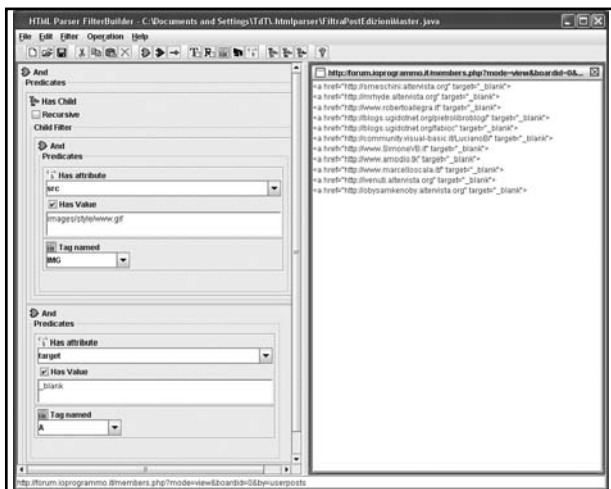 HTML Parser FilterBuilder - C:\Documents and Settings\TdT\.htmlparser\FiltraPostEdizioniMaster.java
File Edit Filter Operation Help
And
Predicates
Has Child
Recursive
Child Filter
And
Predicates
Has attribute
src
Has Value
images/style/www.gif
Tag named
IMG
And
Predicates
Has attribute
target
Has Value
_blank
Tag named
A
http://forum.ioprogrammo.it/members.php?mode=view&boardid=0&...
<a href="http://smeschini.altervista.org" target="_blank">
<a href="http://mrhyde.altervista.org" target="_blank">
<a href="http://www.robertoallegra.it" target="_blank">
<a href="http://blogs.ugidotnet.org/pietrolibroblog" target="_blank">
<a href="http://blogs.ugidotnet.org/fabioc" target="_blank">
<a href="http://community.visual-basic.it/LucianoB" target="_blank">
<a href="http://www.SimoneVB.it" target="_blank">
<a href="http://www.amodio.tk" target="_blank">
<a href="http://www.marcelloscala.it" target="_blank">
<a href="http://venuti.altervista.org" target="_blank">
<a href="http://obysamkenoby.altervista.org" target="_blank">
http://forum.ioprogrammo.it/members.php?mode=view&boardid=0&by=userposts